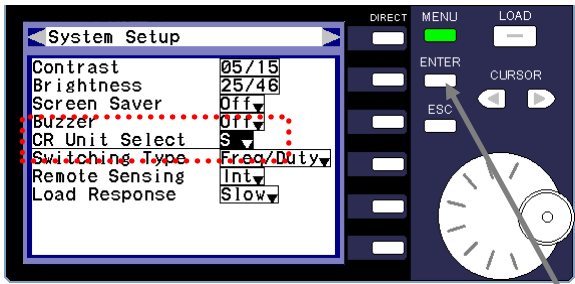 System Setup
Contrast 05/15
Brightness 25/46
Screen Saver Off
Buzzer Off
CR Unit Select S
Switching Type Freq/Duty
Remote Sensing Int
Load Response Slow
DIRECT
MENU
LOAD
ENTER
CURSOR
ESC